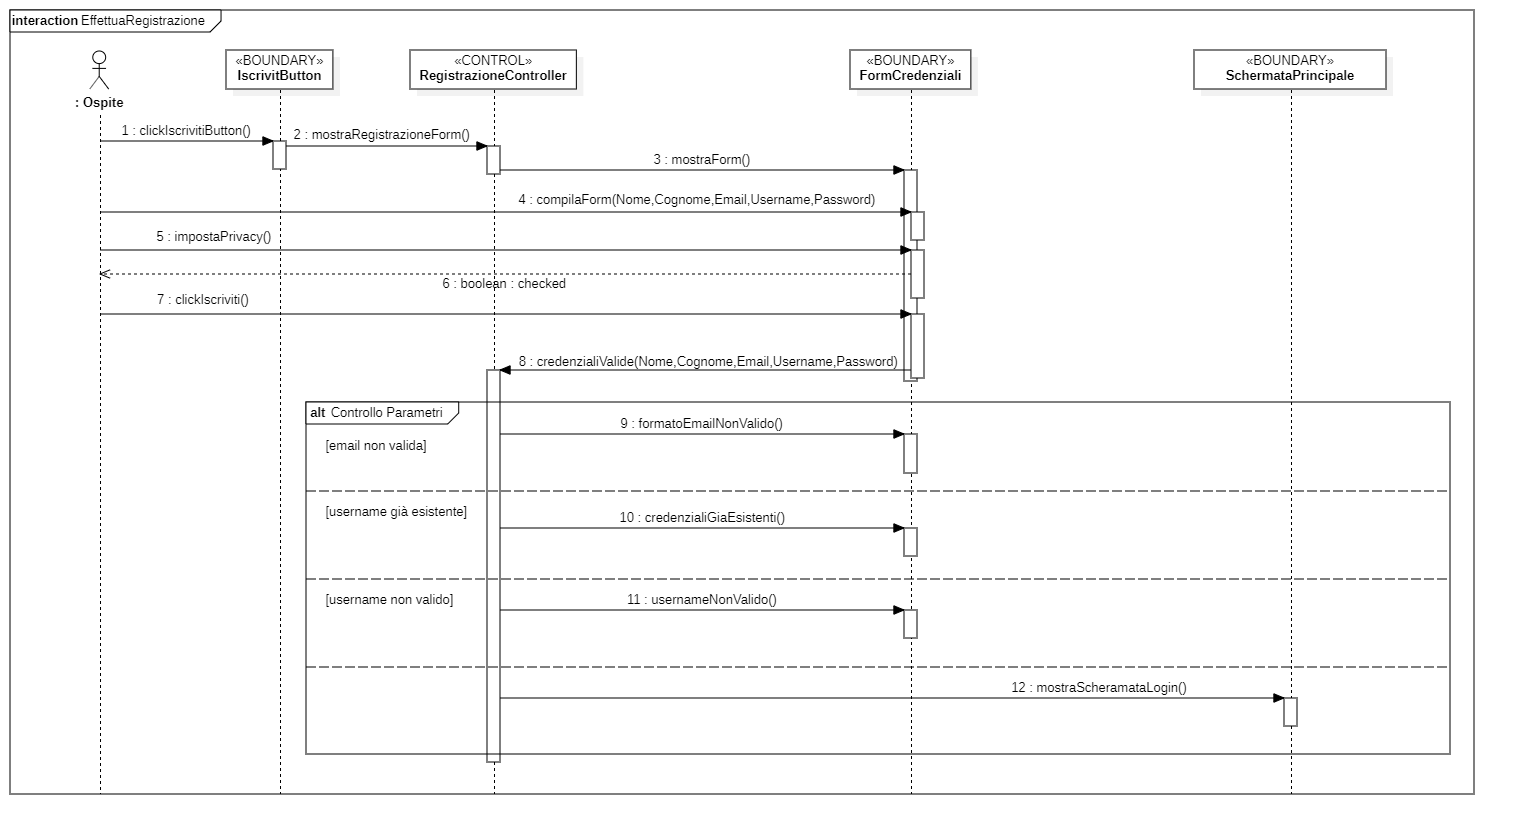 interaction EffettuaRegistrazione
«BOUNDARY»
IscrivitButton
«CONTROL»
RegistrazioneController
«BOUNDARY»
FormCredenziali
«BOUNDARY»
SchermataPrincipale
: Ospite
1 : clickIscrivitiButton()
2 : mostraRegistrazioneForm()
3 : mostraForm()
4 : compilaForm(Nome,Cognome,Email,Username,Password)
5 : impostaPrivacy()
6 : boolean : checked
7 : clickIscriviti()
8 : credenzialiValide(Nome,Cognome,Email,Username,Password)
alt Controllo Parametri
9 : formatoEmailNonValido()
[email non valida]
[username già esistente]
10 : credenzialiGiaEsistenti()
[username non valido]
11 : usernameNonValido()
12 : mostraScheramataLogin()